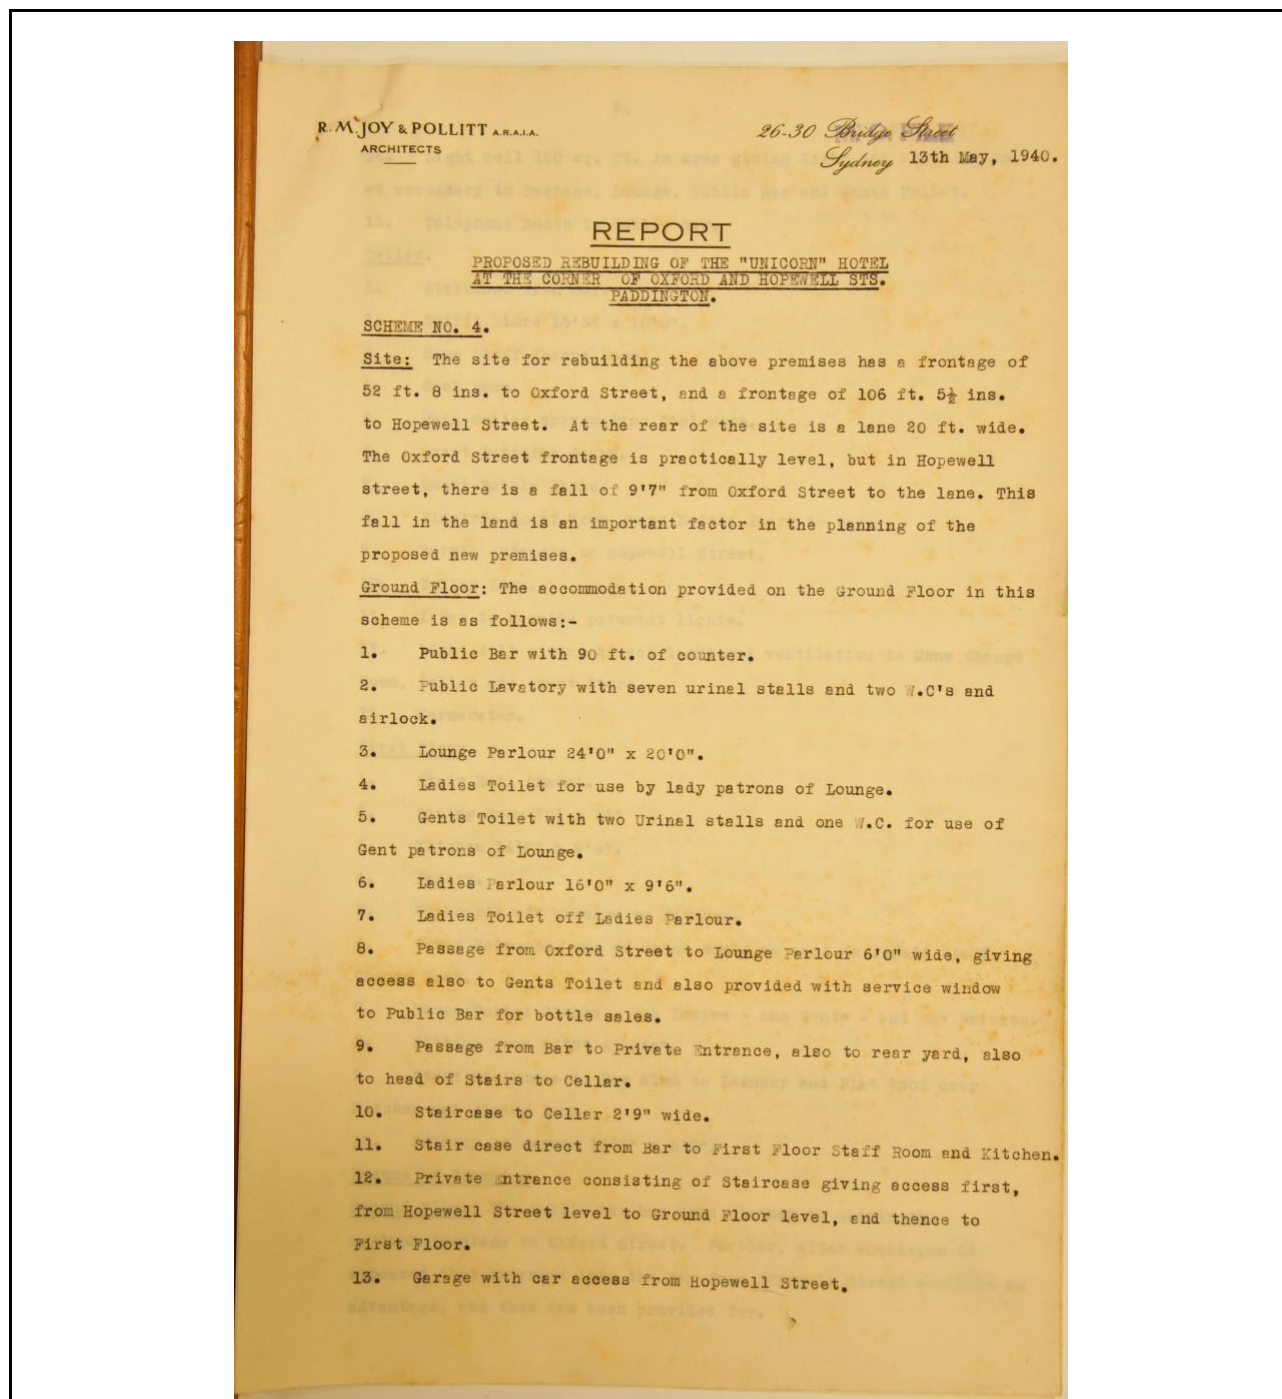 R. M. JOY & POLLITT A.R.A.I.A.
ARCHITECTS
26-30 Bridge Street
Sydney 13th May, 1940.
REPORT
PROPOSED REBUILDING OF THE "UNICORN" HOTEL
AT THE CORNER OF OXFORD AND HOPEWELL STS.
PADDINGTON.
SCHEME NO. 4.
Site: The site for rebuilding the above premises has a frontage of
52 ft. 8 ins. to Oxford Street, and a frontage of 106 ft. 5½ ins.
to Hopewell Street. At the rear of the site is a lane 20 ft. wide.
The Oxford Street frontage is practically level, but in Hopewell
street, there is a fall of 9'7" from Oxford Street to the lane. This
fall in the land is an important factor in the planning of the
proposed new premises.
Ground Floor: The accommodation provided on the Ground Floor in this
scheme is as follows:-
1. Public Bar with 90 ft. of counter.
2. Public Lavatory with seven urinal stalls and two W.C's and
airlock.
3. Lounge Parlour 24'0" x 20'0".
4. Ladies Toilet for use by lady patrons of Lounge.
5. Gents Toilet with two Urinal stalls and one W.C. for use of
Gent patrons of Lounge.
6. Ladies Parlour 16'0" x 9'6".
7. Ladies Toilet off Ladies Parlour.
8. Passage from Oxford Street to Lounge Parlour 6'0" wide, giving
access also to Gents Toilet and also provided with service window
to Public Bar for bottle sales.
9. Passage from Bar to Private Entrance, also to rear yard, also
to head of Stairs to Cellar.
10. Staircase to Cellar 2'9" wide.
11. Stair case direct from Bar to First Floor Staff Room and Kitchen.
12. Private Entrance consisting of Staircase giving access first,
from Hopewell Street level to Ground Floor level, and thence to
First Floor.
13. Garage with car access from Hopewell Street.